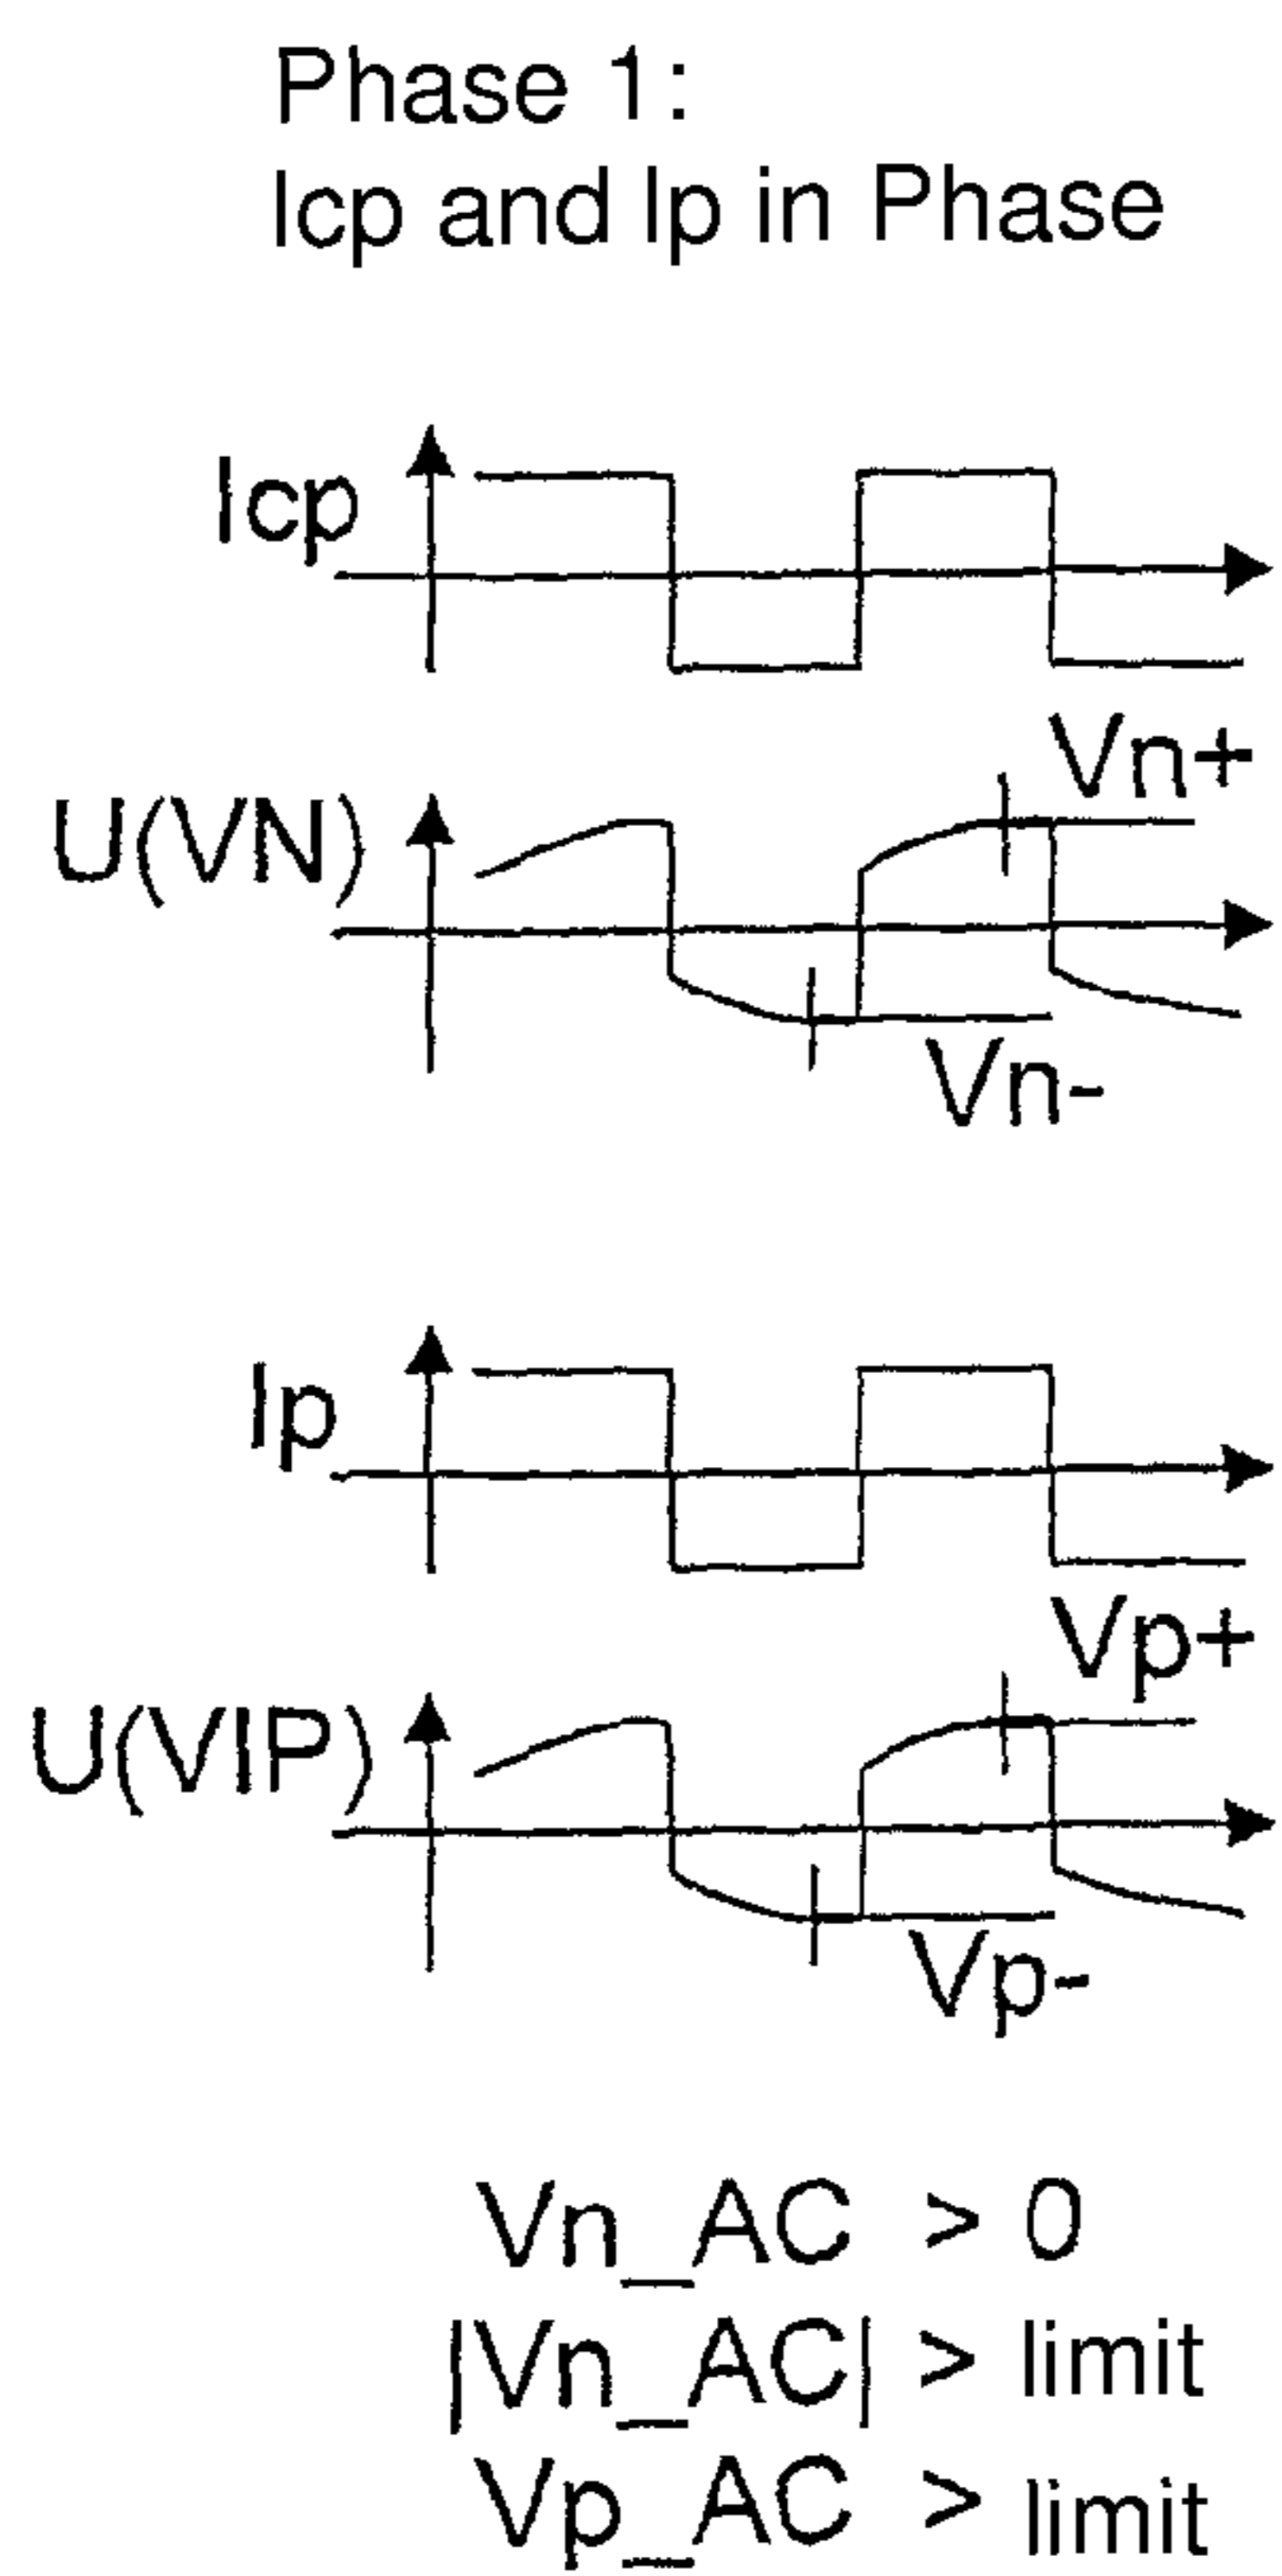 Phase 1:
Icp and Ip in Phase
Icp
Vn+
U(VN)
Vn-
Ip
Vp+
U(VIP)
Vp-
Vn_AC > 0
|Vn_AC| > limit
Vp_AC > limit